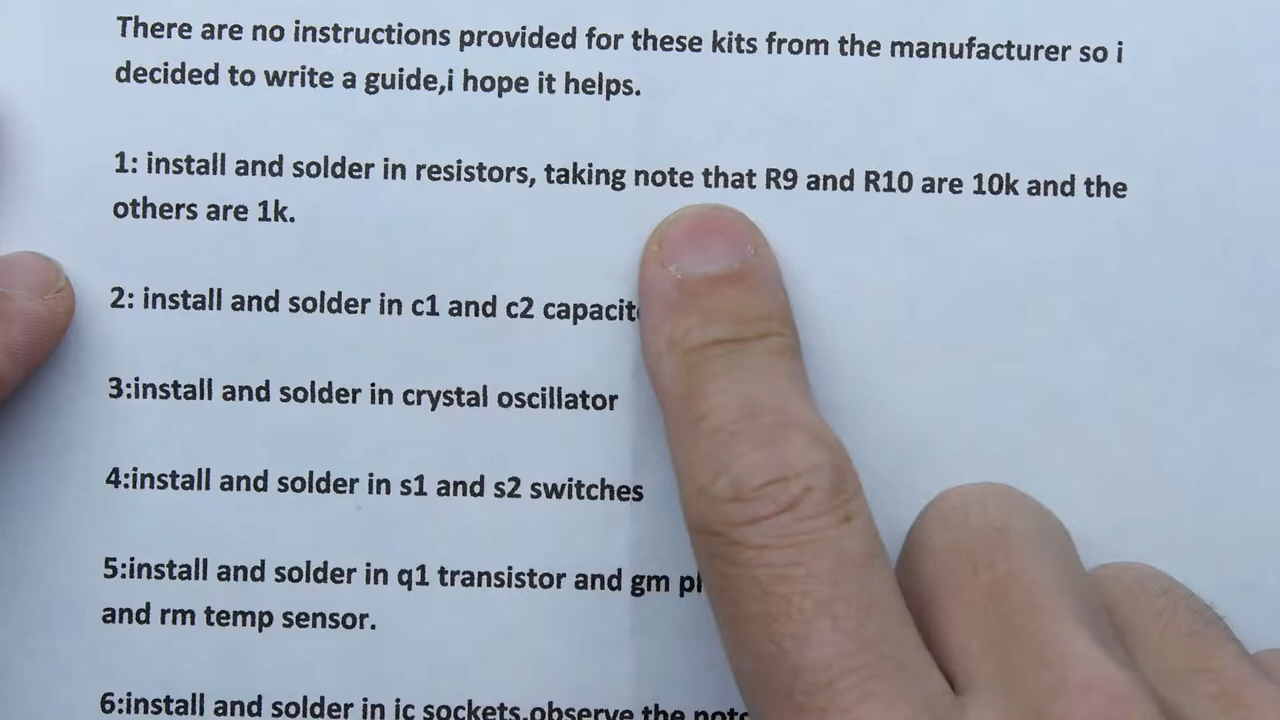 There are no instructions provided for these kits from the manufacturer so i
decided to write a guide,i hope it helps.
1: install and solder in resistors, taking note that R9 and R10 are 10k and the
others are 1k.
2: install and solder in c1 and c2
3:install and solder in crystal oscillator
4:install and solder in s1 and s2 switches
5:install and solder in q1 transistor and gm
and rm temp sensor.
6:install and solder in ic sockets,observe the